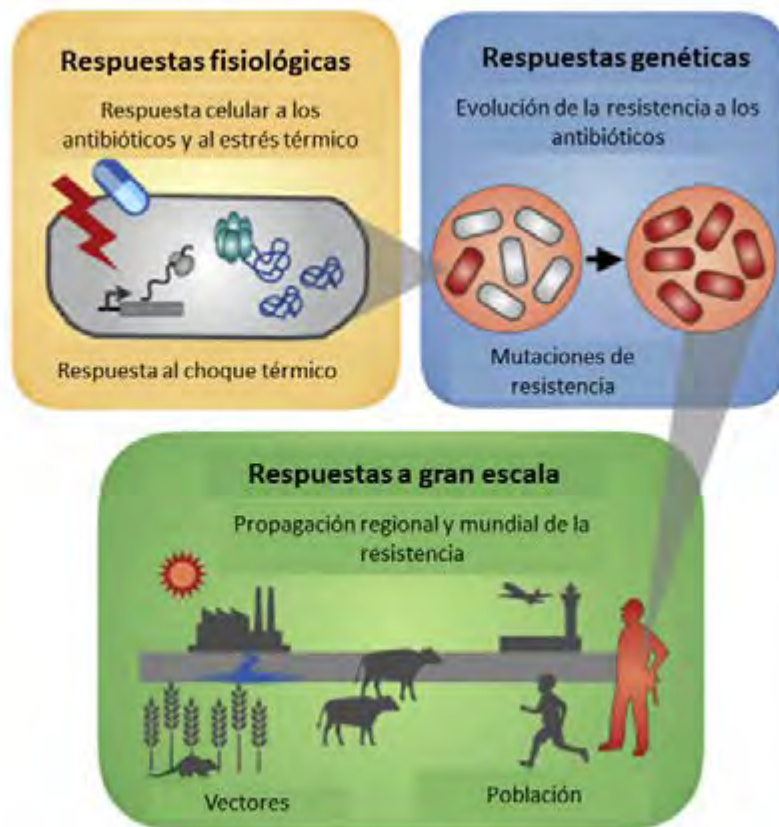 Respuestas fisiológicas
Respuesta celular a los
antibióticos y al estrés térmico
Respuesta al choque térmico
Respuestas genéticas
Evolución de la resistencia a los
antibióticos
Mutaciones de
resistencia
Respuestas a gran escala
Propagación regional y mundial de la
resistencia
Vectores
Población